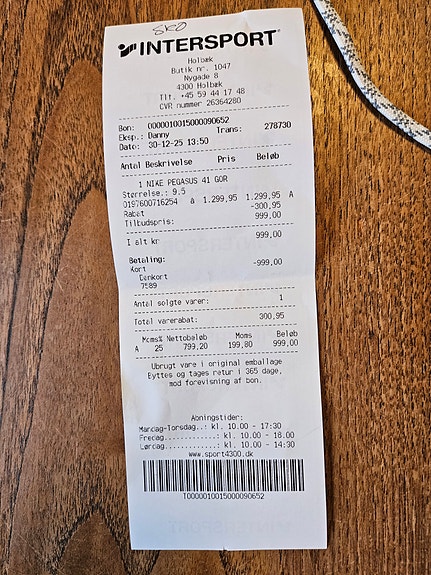 SKO
INTERSPORT
Holbæk
Butik nr. 1047
Nygade 8
4300 Holbæk
Tlf. +45 59 44 17 48
CVR nummer 26364280
Bon: 0000010015000090652
Eksp.: Danny Trans: 278730
Dato: 30-12-25 13:50
Antal Beskrivelse Pris Beløb
1 NIKE PEGASUS 41 GOR
Størrelse.: 9.5
0197600716254 à 1.299,95 1.299,95 A
Rabat -300,95
Tilbudspris: 999,00
I alt kr 999,00
Betaling: -999,00
Kort
Dankort
7589
Antal solgte varer: 1
Total varerabat: 300,95
Moms% Nettobeløb Moms Beløb
A 25 799,20 199,80 999,00
Ubrugt vare i original emballage
Byttes og tages retur i 365 dage,
mod forevisning af bon.
Åbningstider:
Mandag-Torsdag..: kl. 10.00 - 17:30
Fredag...........: kl. 10.00 - 18.00
Lørdag...........: kl. 10.00 - 14:30
www.sport4300.dk
T0000010015000090652